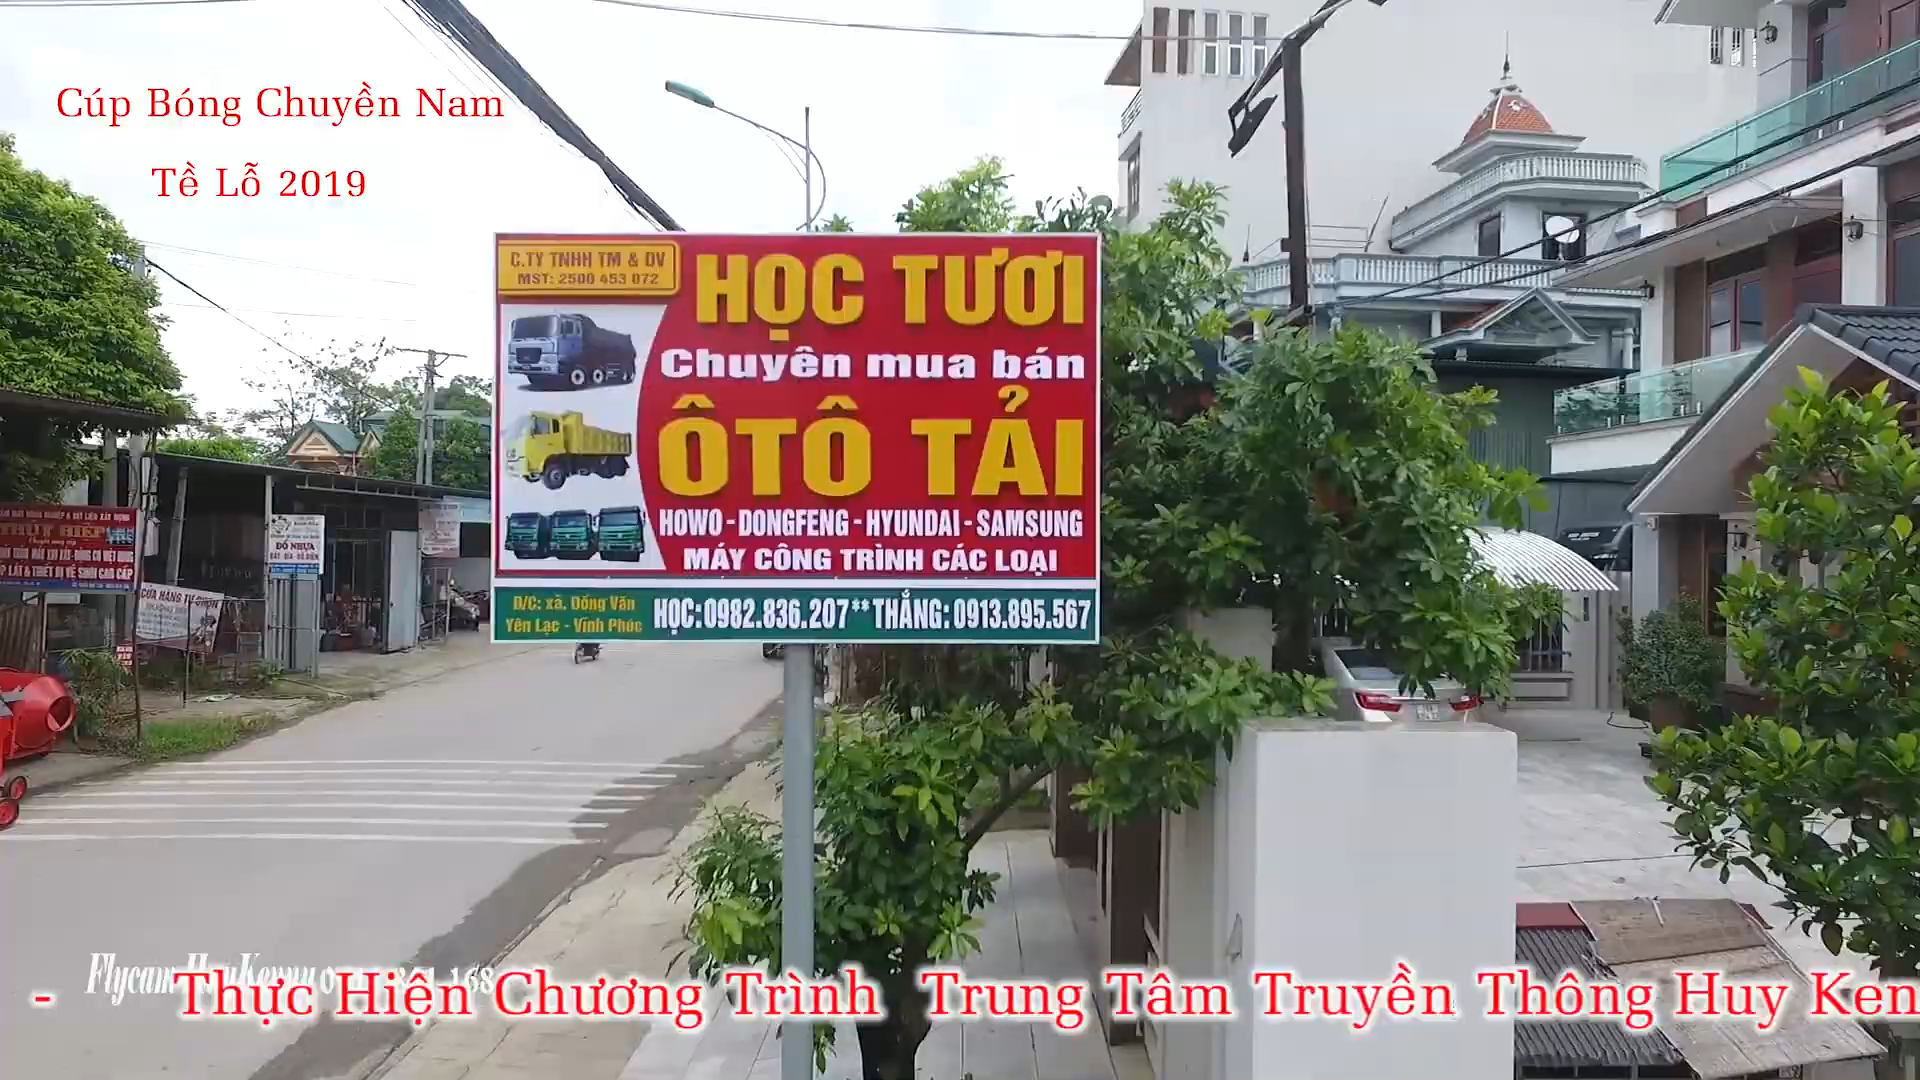 Cúp Bóng Chuyền Nam
Tề Lỗ 2019
C.TY TNHH TM & DV
MST: 2500 453 072
HỌC TƯƠI
Chuyên mua bán
ÔTÔ TẢI
HOWO - DONGFENG - HYUNDAI - SAMSUNG
MÁY CÔNG TRÌNH CÁC LOẠI
Đ/C: xã. Đồng Văn
Yên Lạc - Vĩnh Phúc
HỌC: 0982.836.207 ** THẮNG: 0913.895.567
ĐỒ NHỰA
CỬA HÀNG
Flycam
- Thực Hiện Chương Trình Trung Tâm Truyền Thông Huy Ken